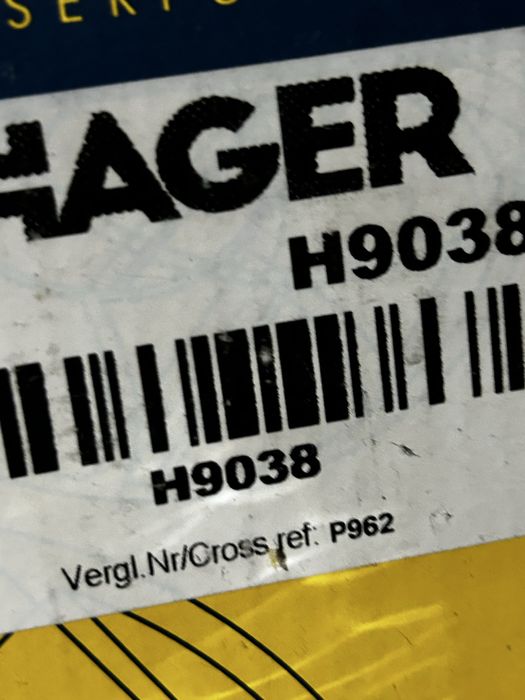 HAGER
H9038
H9038
Vergl.Nr/Cross ref: P962